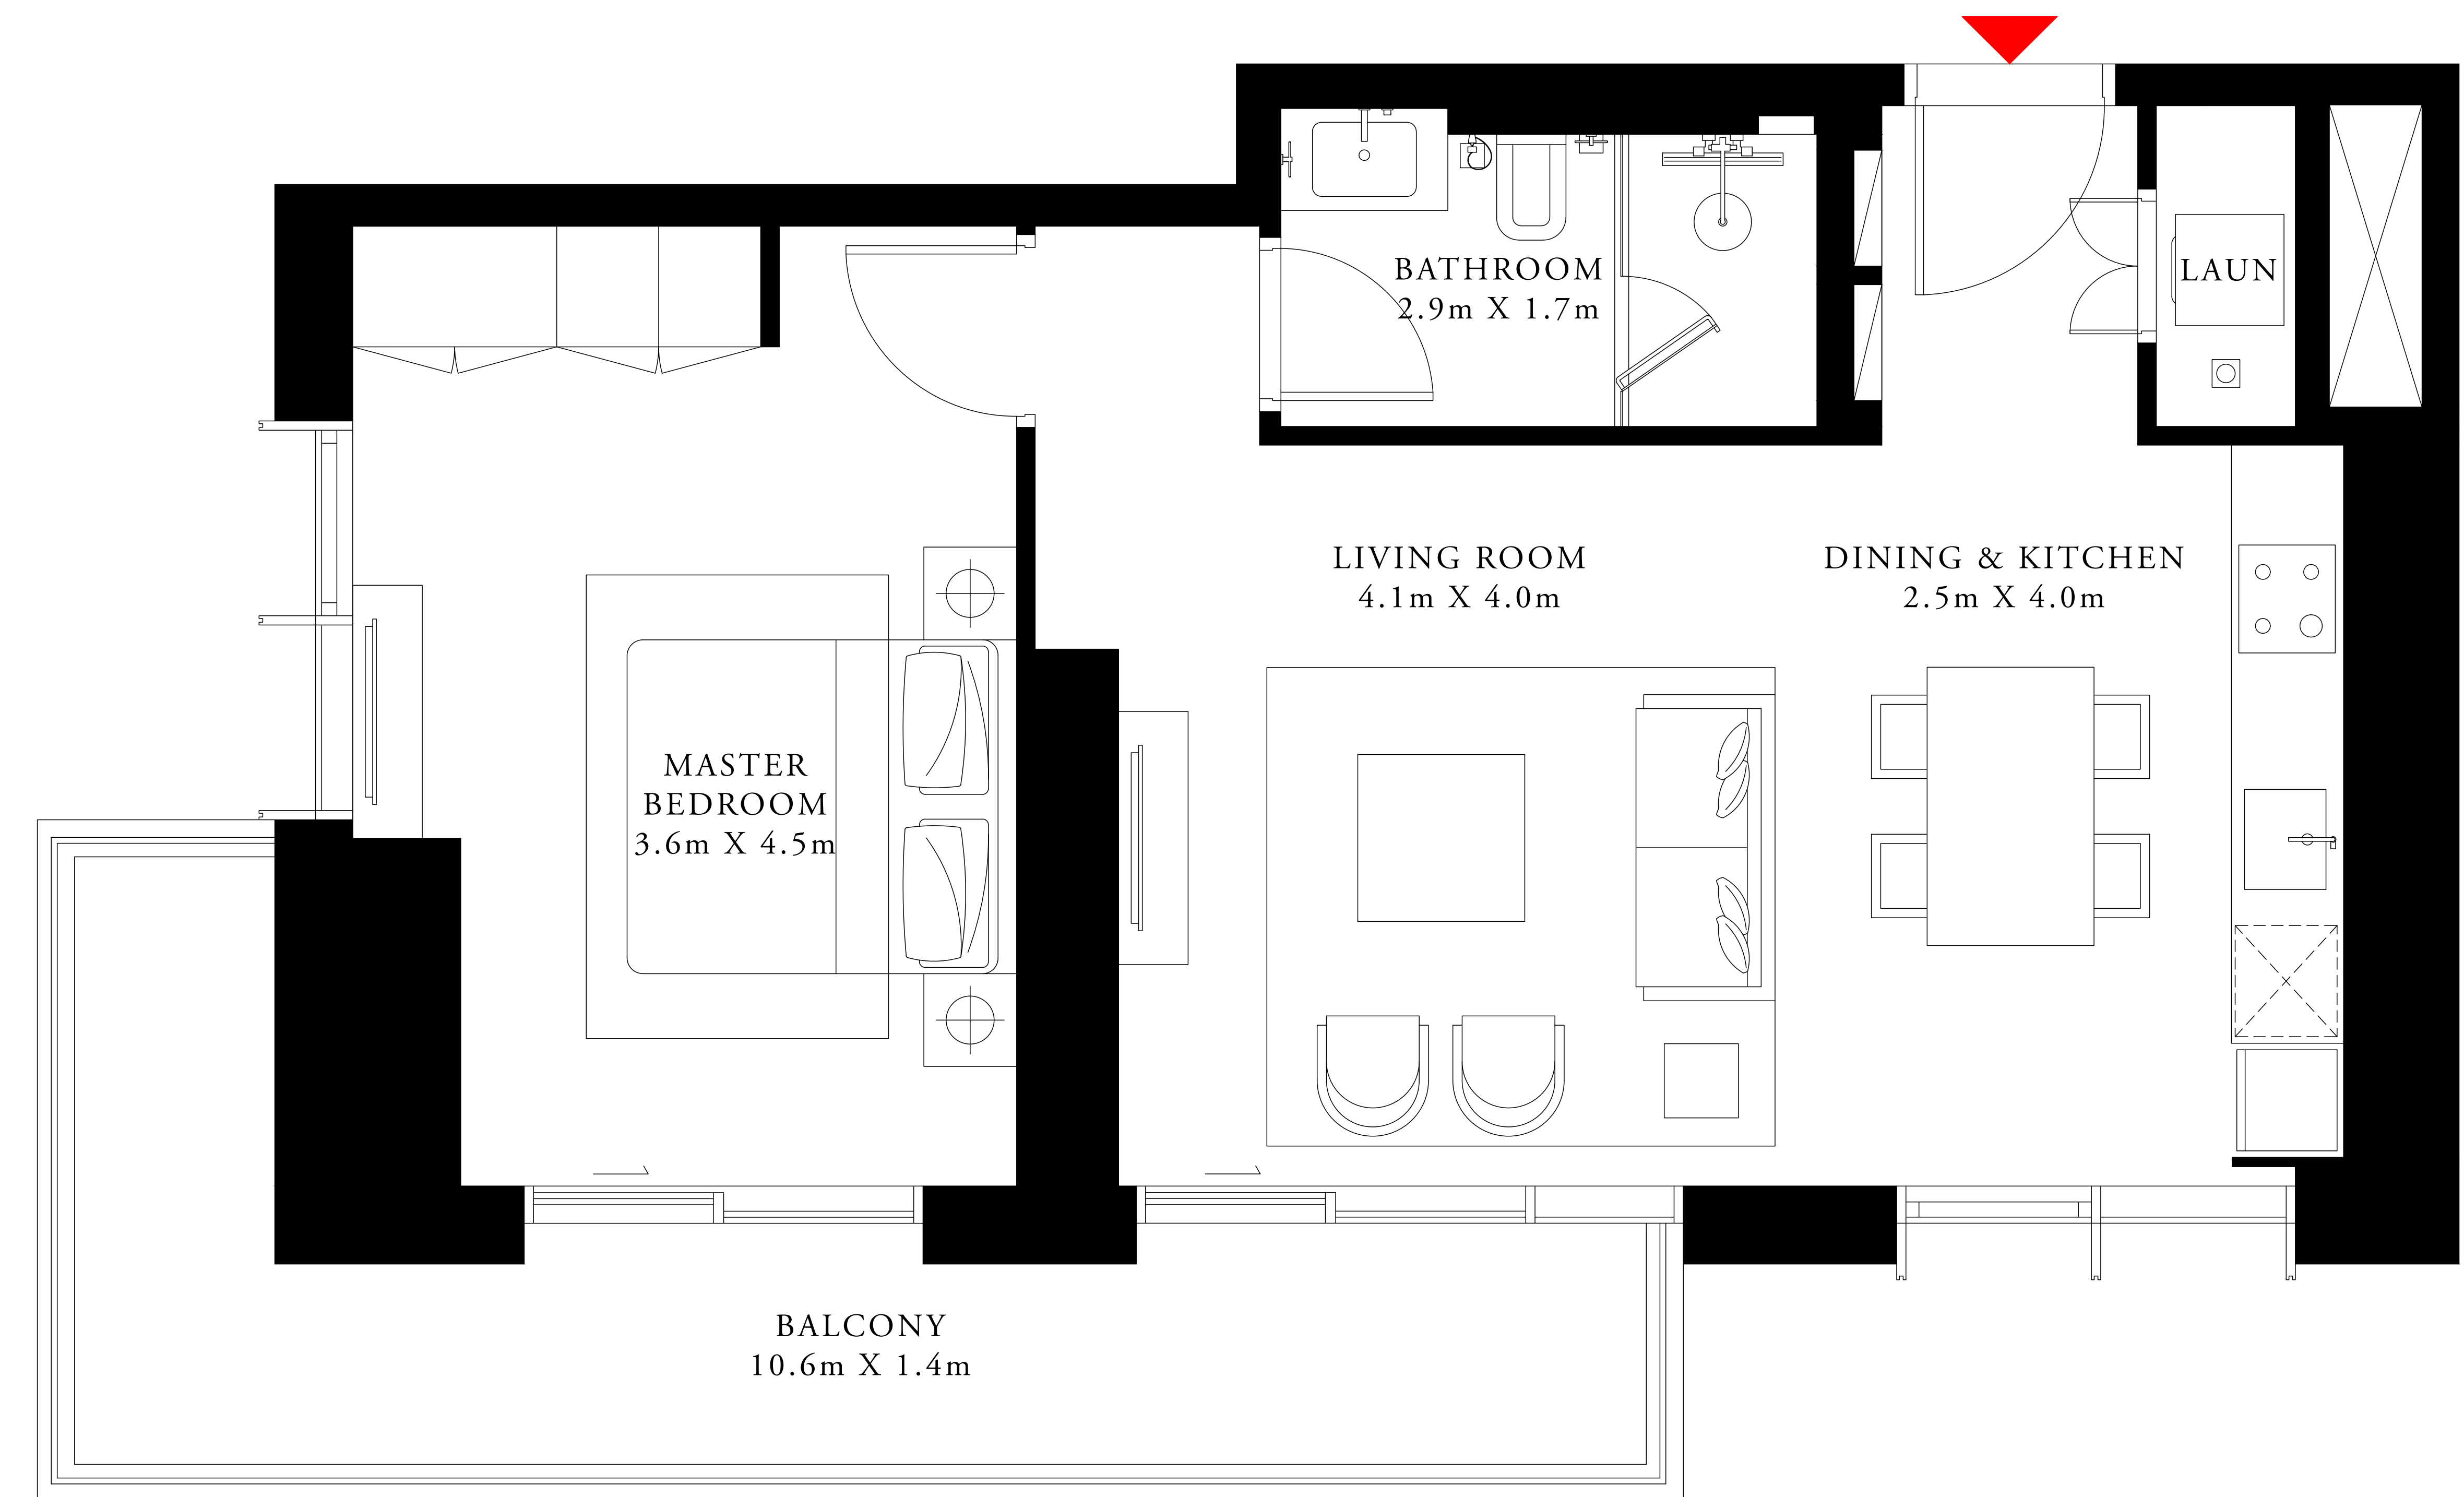 BATHROOM
2.9m X 1.7m
LAUN
LIVING ROOM
4.1m X 4.0m
DINING & KITCHEN
2.5m X 4.0m
MASTER
BEDROOM
3.6m X 4.5m
BALCONY
10.6m X 1.4m